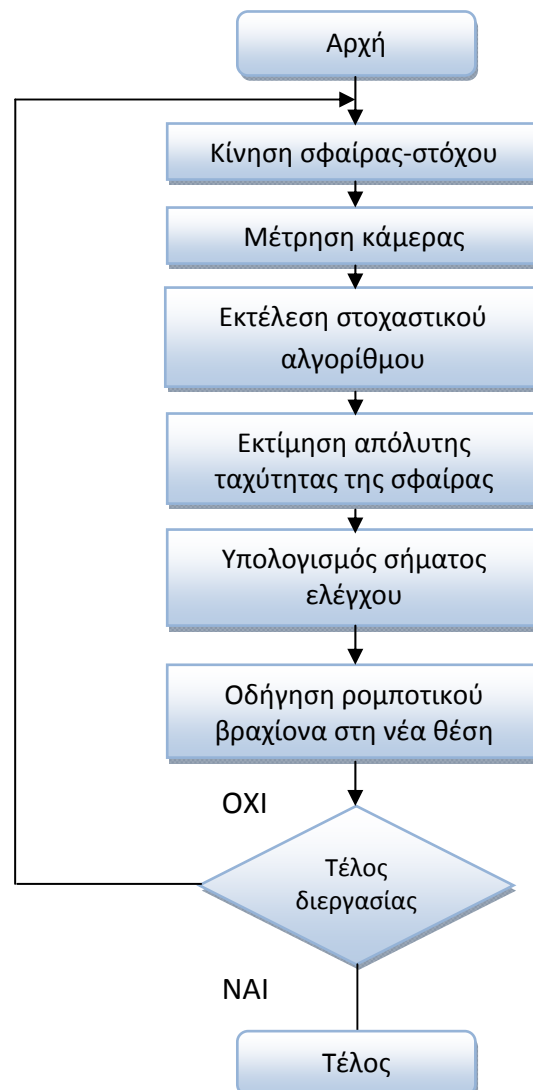 Αρχή
Κίνηση σφαίρας-στόχου
Μέτρηση κάμερας
Εκτέλεση στοχαστικού
αλγορίθμου
Εκτίμηση απόλυτης
ταχύτητας της σφαίρας
Υπολογισμός σήματος
ελέγχου
Οδήγηση ρομποτικού
βραχίονα στη νέα θέση
ΟΧΙ
Τέλος
διεργασίας
ΝΑΙ
Τέλος